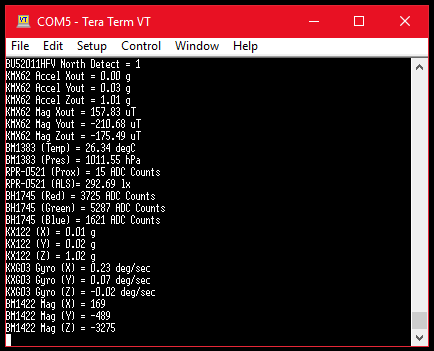 COM5 - Tera Term VT
File Edit Setup Control Window Help
BU52011HFV North Detect = 1
KMX62 Accel Xout = 0.00 g
KMX62 Accel Yout = 0.03 g
KMX62 Accel Zout = 1.01 g
KMX62 Mag Xout = 157.83 uT
KMX62 Mag Yout = -210.68 uT
KMX62 Mag Zout = -175.49 uT
BM1383 (Temp) = 26.34 degC
BM1383 (Pres) = 1011.55 hPa
RPR-0521 (Prox) = 15 ADC Counts
RPR-0521 (ALS)= 292.69 lx
BH1745 (Red) = 3725 ADC Counts
BH1745 (Green) = 5287 ADC Counts
BH1745 (Blue) = 1621 ADC Counts
KX122 (X) = 0.01 g
KX122 (Y) = 0.02 g
KX122 (Z) = 1.02 g
KXG03 Gyro (X) = 0.23 deg/sec
KXG03 Gyro (Y) = 0.07 deg/sec
KXG03 Gyro (Z) = -0.02 deg/sec
BM1422 Mag (X) = 169
BM1422 Mag (Y) = -489
BM1422 Mag (Z) = -3275